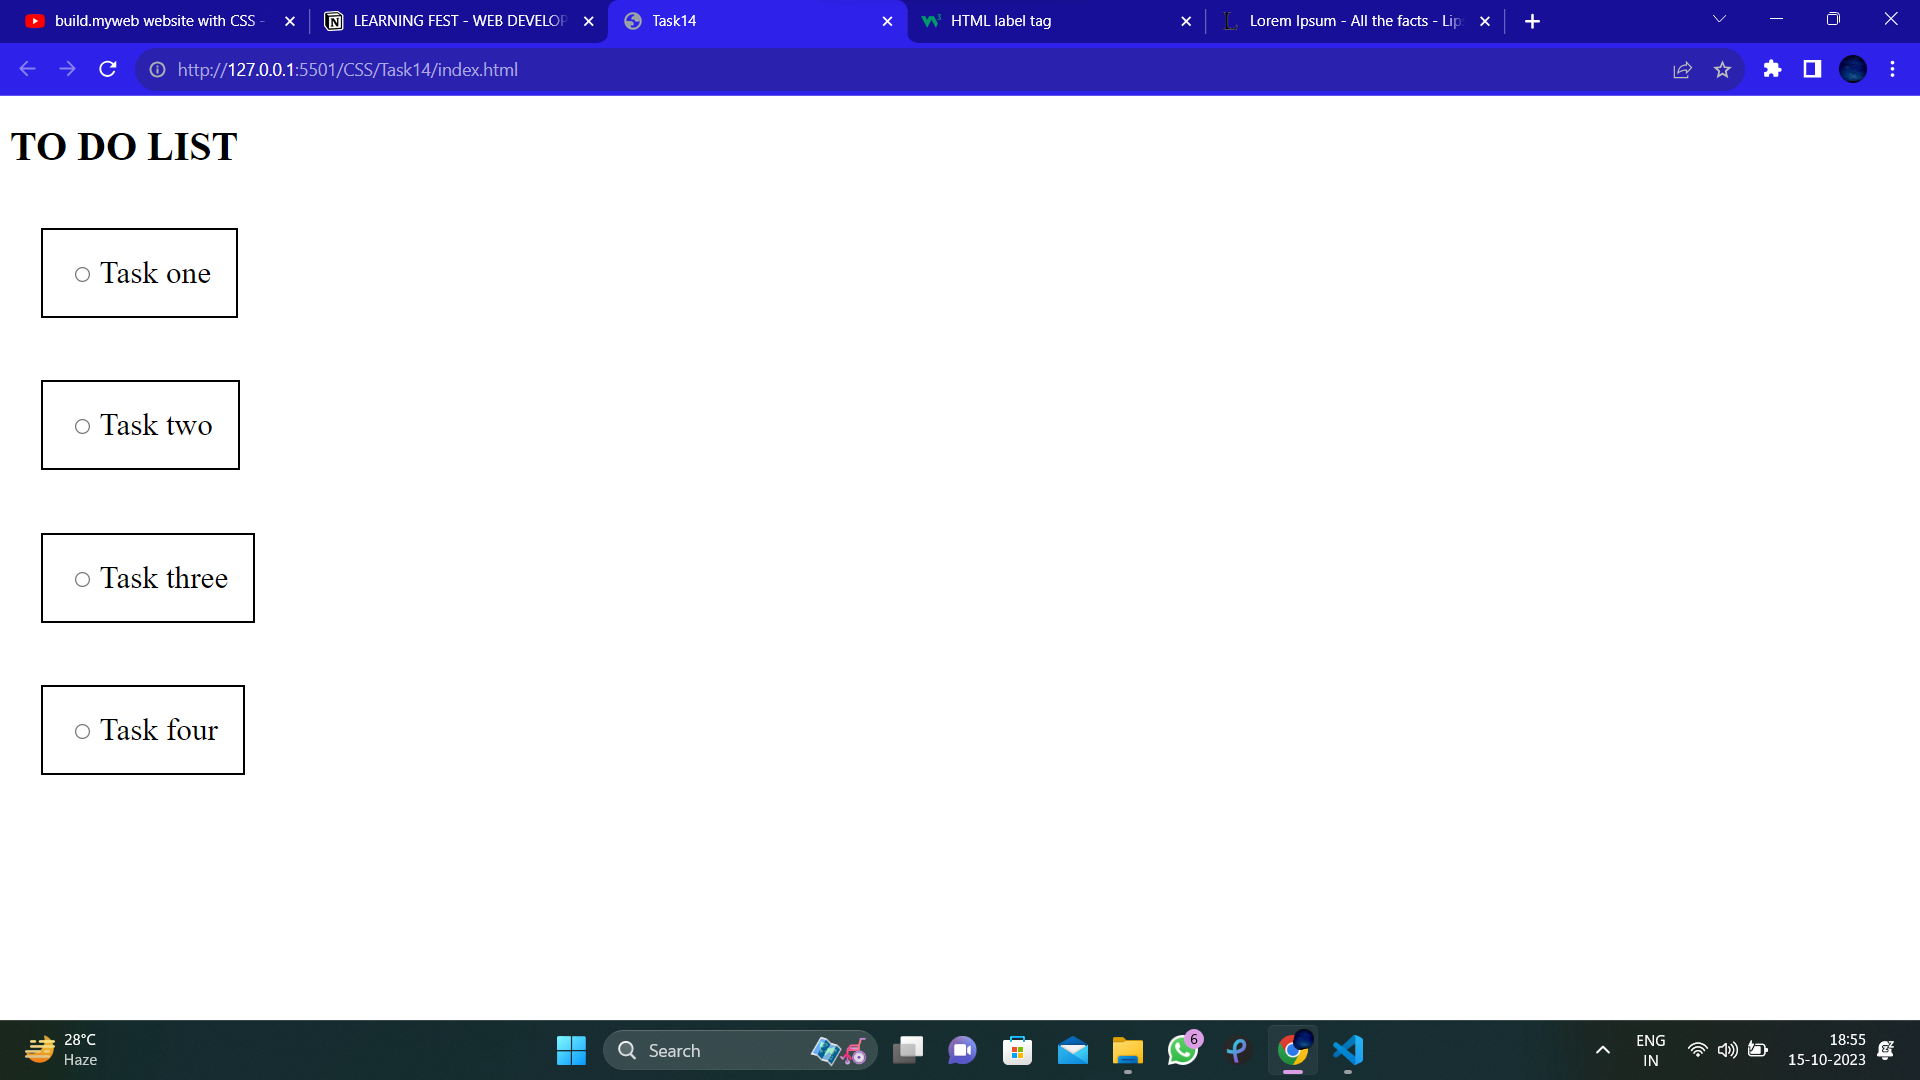 build.myweb website with CSS -
LEARNING FEST - WEB DEVELOP
Task14
HTML label tag
Lorem Ipsum - All the facts - Lip
http://127.0.0.1:5501/CSS/Task14/index.html
TO DO LIST
Task one
Task two
Task three
Task four
28°C
Haze
Search
6
ENG
IN
18:55
15-10-2023